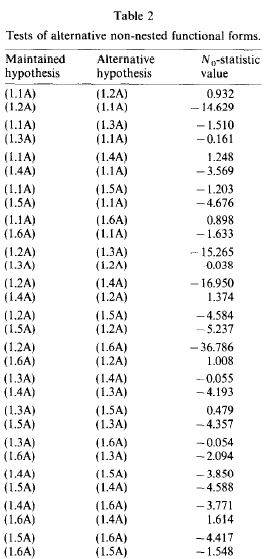 Table 2
Tests of alternative non-nested functional forms.
Maintained hypothesis Alternative hypothesis N₀-statistic value
(1.1A) (1.2A) 0.932
(1.2A) (1.1A) −14.629
(1.1A) (1.3A) −1.510
(1.3A) (1.1A) −0.161
(1.1A) (1.4A) 1.248
(1.4A) (1.1A) −3.569
(1.1A) (1.5A) −1.203
(1.5A) (1.1A) −4.676
(1.1A) (1.6A) 0.898
(1.6A) (1.1A) −1.633
(1.2A) (1.3A) −15.265
(1.3A) (1.2A) 0.038
(1.2A) (1.4A) −16.950
(1.4A) (1.2A) 1.374
(1.2A) (1.5A) −4.584
(1.5A) (1.2A) −5.237
(1.2A) (1.6A) −36.786
(1.6A) (1.2A) 1.008
(1.3A) (1.4A) −0.055
(1.4A) (1.3A) −4.193
(1.3A) (1.5A) 0.479
(1.5A) (1.3A) −4.357
(1.3A) (1.6A) −0.054
(1.6A) (1.3A) −2.094
(1.4A) (1.5A) −3.850
(1.5A) (1.4A) −4.588
(1.4A) (1.6A) −3.771
(1.6A) (1.4A) 1.614
(1.5A) (1.6A) −4.417
(1.6A) (1.5A) −1.548